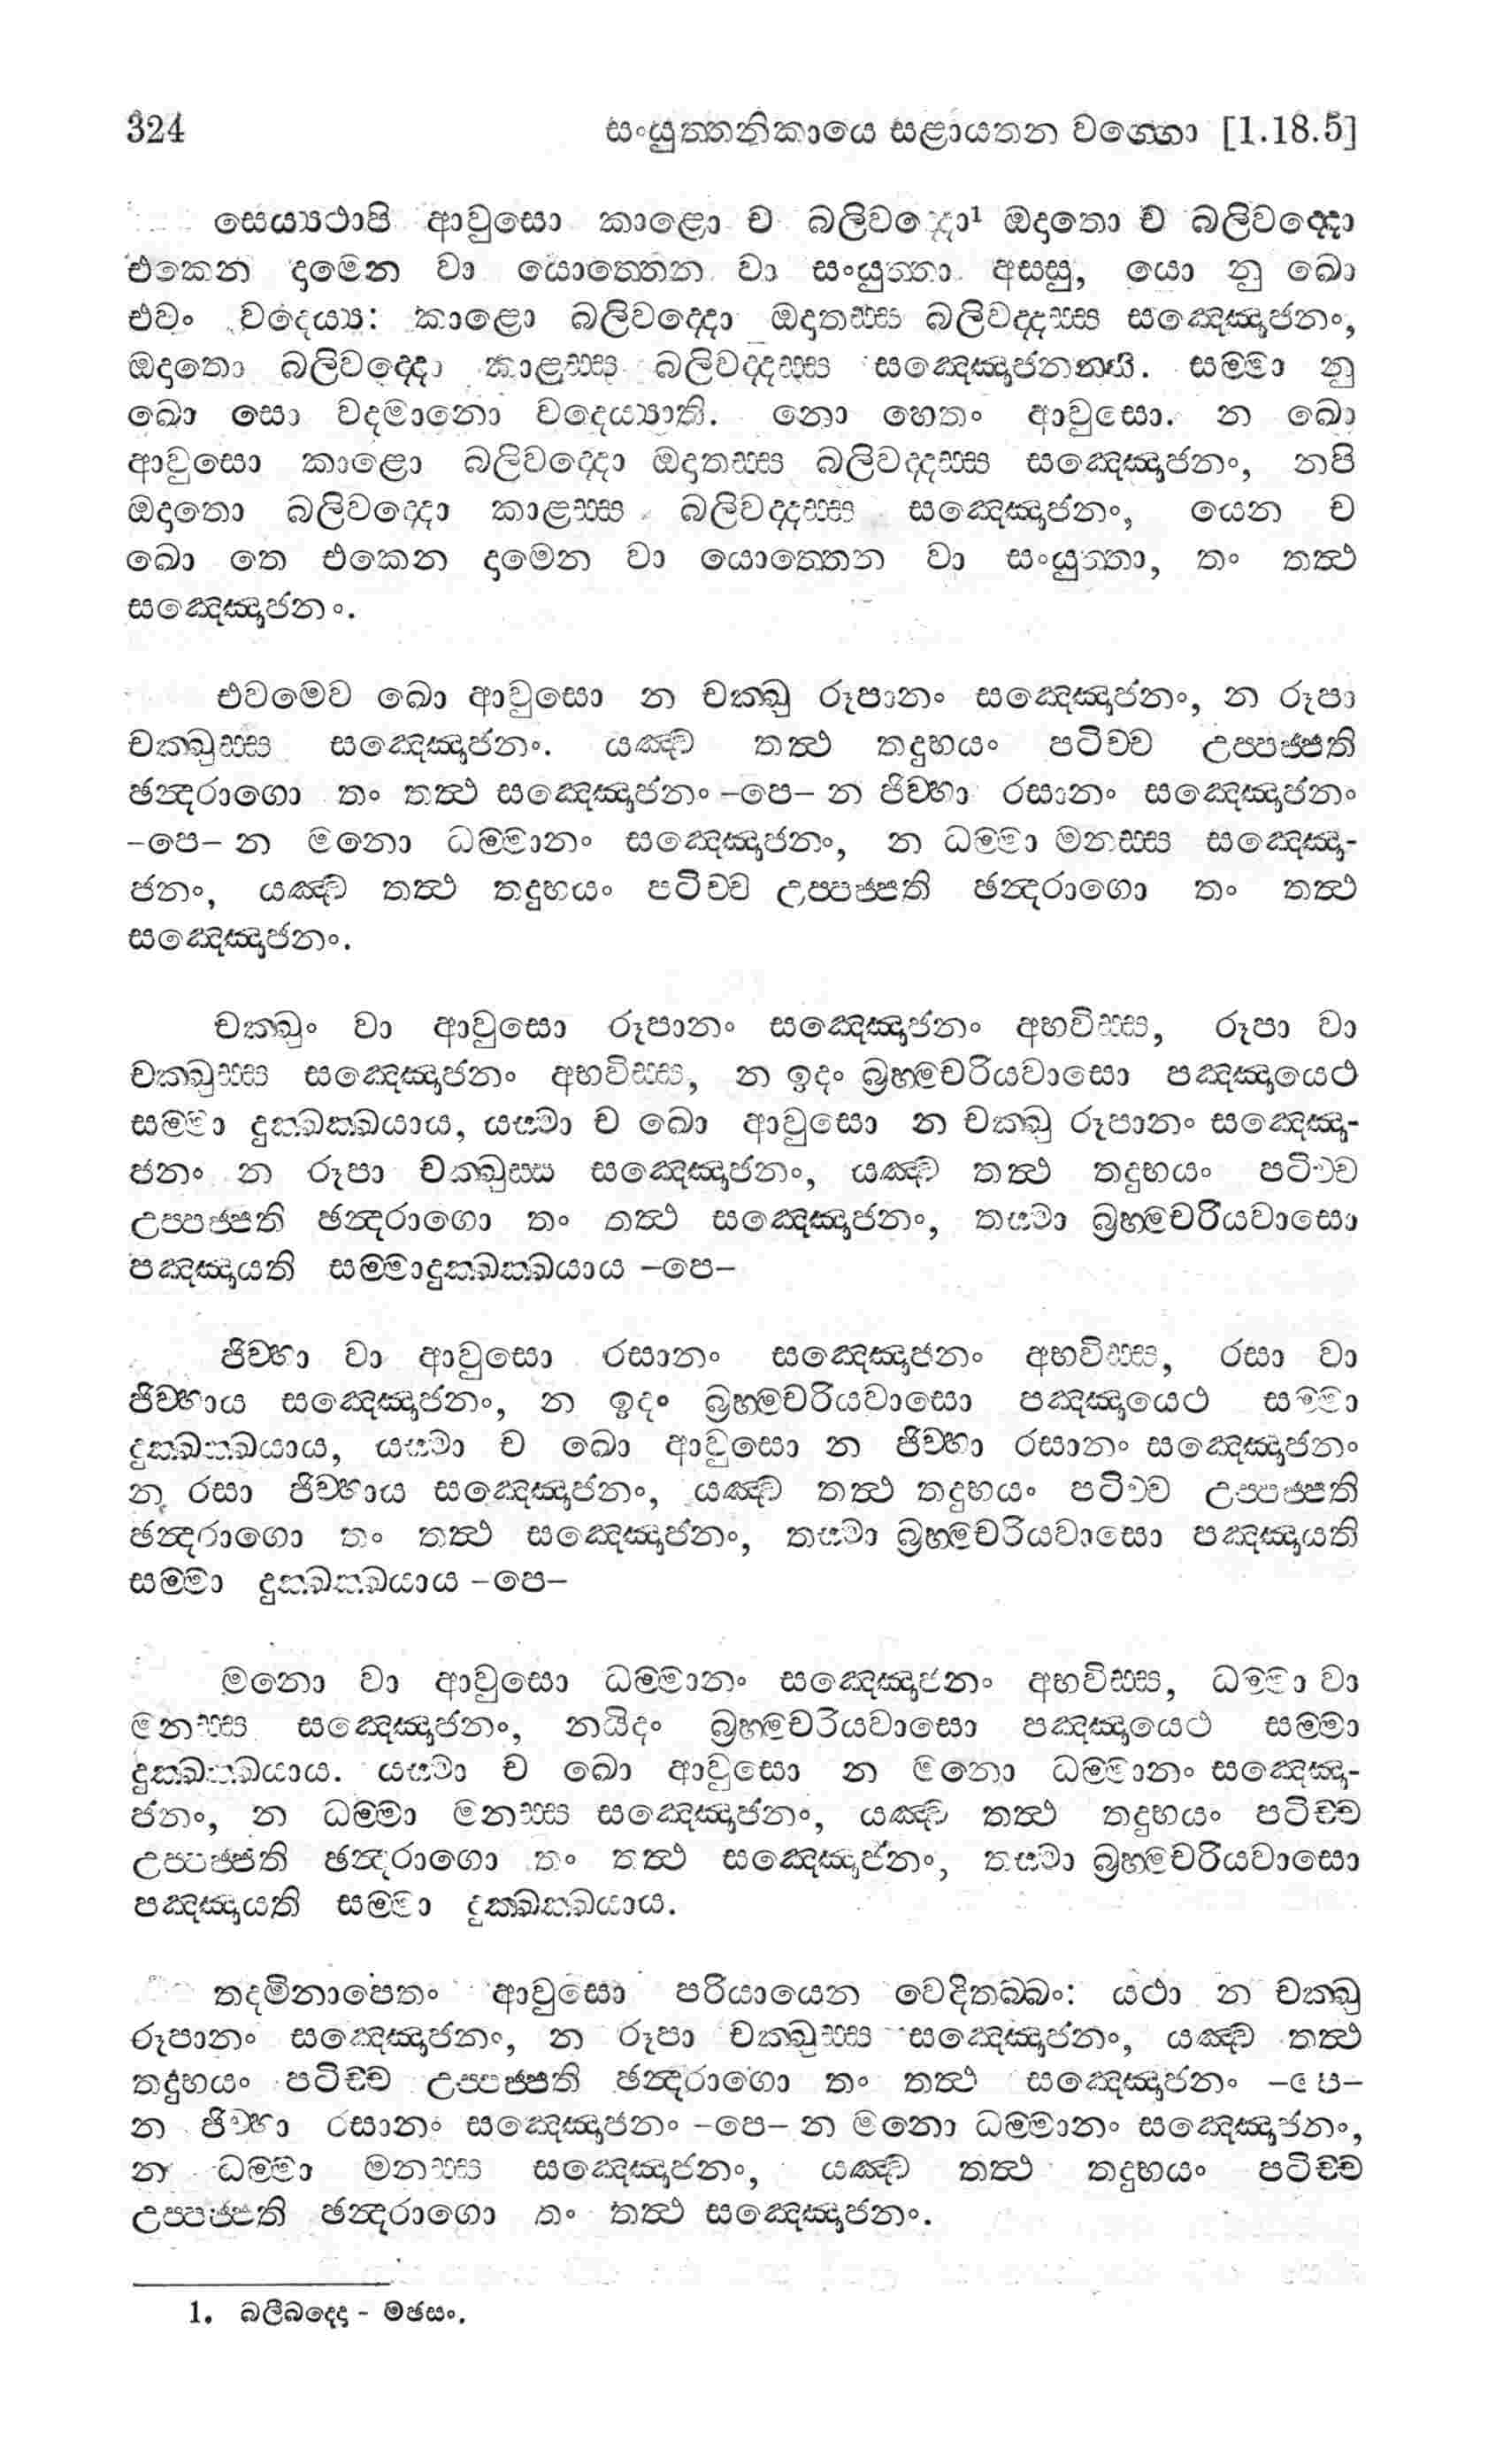 324 සංයුත්තනිකායෙ සළායතන වග්ගො [1.18.5]
සෙය්‍යථාපි ආවුසො කාළො ච බලිවද්දො1 ඔදාතො ච බලිවද්දො
එකෙන දාමෙන වා යොත්තෙන වා සංයුත්තා අස්සු, යො නු ඛො
එවං වදෙය්‍ය: කාළො බලිවද්දො ඔදාතස්ස බලිවද්දස්ස සඤ්ඤොජනං,
ඔදාතො බලිවද්දො කාළස්ස බලිවද්දස්ස සඤ්ඤොජනන්ති. සම්මා නු
ඛො සො වදමානො වදෙය්‍යාති. නො හෙතං ආවුසො. න ඛො
ආවුසො කාළො බලිවද්දො ඔදාතස්ස බලිවද්දස්ස සඤ්ඤොජනං, නපි
ඔදාතො බලිවද්දො කාළස්ස බලිවද්දස්ස සඤ්ඤොජනං, යෙන ච
ඛො තෙ එකෙන දාමෙන වා යොත්තෙන වා සංයුත්තා, තං තත්ථ
සඤ්ඤොජනං.
එවමෙව ඛො ආවුසො න චක්ඛු රූපානං සඤ්ඤොජනං, න රූපා
චක්ඛුස්ස සඤ්ඤොජනං. යඤ්ච තත්ථ තදුභයං පටිච්ච උප්පජ්ජති
ඡන්දරාගො තං තත්ථ සඤ්ඤොජනං –පෙ– න ජිව්හා රසානං සඤ්ඤොජනං
–පෙ– න මනො ධම්මානං සඤ්ඤොජනං, න ධම්මා මනස්ස සඤ්ඤො-
ජනං, යඤ්ච තත්ථ තදුභයං පටිච්ච උප්පජ්ජති ඡන්දරාගො තං තත්ථ
සඤ්ඤොජනං.
චක්ඛුං වා ආවුසො රූපානං සඤ්ඤොජනං අභවිස්ස, රූපා වා
චක්ඛුස්ස සඤ්ඤොජනං අභවිස්ස, න ඉදං බ්‍රහ්මචරියවාසො පඤ්ඤායෙථ
සම්මා දුක්ඛක්ඛයාය, යස්මා ච ඛො ආවුසො න චක්ඛු රූපානං සඤ්ඤො-
ජනං න රූපා චක්ඛුස්ස සඤ්ඤොජනං, යඤ්ච තත්ථ තදුභයං පටිච්ච
උප්පජ්ජති ඡන්දරාගො තං තත්ථ සඤ්ඤොජනං, තස්මා බ්‍රහ්මචරියවාසො
පඤ්ඤායති සම්මාදුක්ඛක්ඛයාය –පෙ–
ජිව්හා වා ආවුසො රසානං සඤ්ඤොජනං අභවිස්ස, රසා වා
ජිව්හාය සඤ්ඤොජනං, න ඉදං බ්‍රහ්මචරියවාසො පඤ්ඤායෙථ සම්මා
දුක්ඛක්ඛයාය, යස්මා ච ඛො ආවුසො න ජිව්හා රසානං සඤ්ඤොජනං
න රසා ජිව්හාය සඤ්ඤොජනං, යඤ්ච තත්ථ තදුභයං පටිච්ච උප්පජ්ජති
ඡන්දරාගො තං තත්ථ සඤ්ඤොජනං, තස්මා බ්‍රහ්මචරියවාසො පඤ්ඤායති
සම්මා දුක්ඛක්ඛයාය –පෙ–
මනො වා ආවුසො ධම්මානං සඤ්ඤොජනං අභවිස්ස, ධම්මා වා
මනස්ස සඤ්ඤොජනං, නයිදං බ්‍රහ්මචරියවාසො පඤ්ඤායෙථ සම්මා
දුක්ඛක්ඛයාය. යස්මා ච ඛො ආවුසො න මනො ධම්මානං සඤ්ඤො-
ජනං, න ධම්මා මනස්ස සඤ්ඤොජනං, යඤ්ච තත්ථ තදුභයං පටිච්ච
උප්පජ්ජති ඡන්දරාගො තං තත්ථ සඤ්ඤොජනං, තස්මා බ්‍රහ්මචරියවාසො
පඤ්ඤායති සම්මා දුක්ඛක්ඛයාය.
තදමිනාපෙතං ආවුසො පරියායෙන වෙදිතබ්බං: යථා න චක්ඛු
රූපානං සඤ්ඤොජනං, න රූපා චක්ඛුස්ස සඤ්ඤොජනං, යඤ්ච තත්ථ
තදුභයං පටිච්ච උප්පජ්ජති ඡන්දරාගො තං තත්ථ සඤ්ඤොජනං –පෙ–
න ජිව්හා රසානං සඤ්ඤොජනං –පෙ– න මනො ධම්මානං සඤ්ඤොජනං,
න ධම්මා මනස්ස සඤ්ඤොජනං, යඤ්ච තත්ථ තදුභයං පටිච්ච
උප්පජ්ජති ඡන්දරාගො තං තත්ථ සඤ්ඤොජනං.
1. බලීබද්දො - මඡසං.